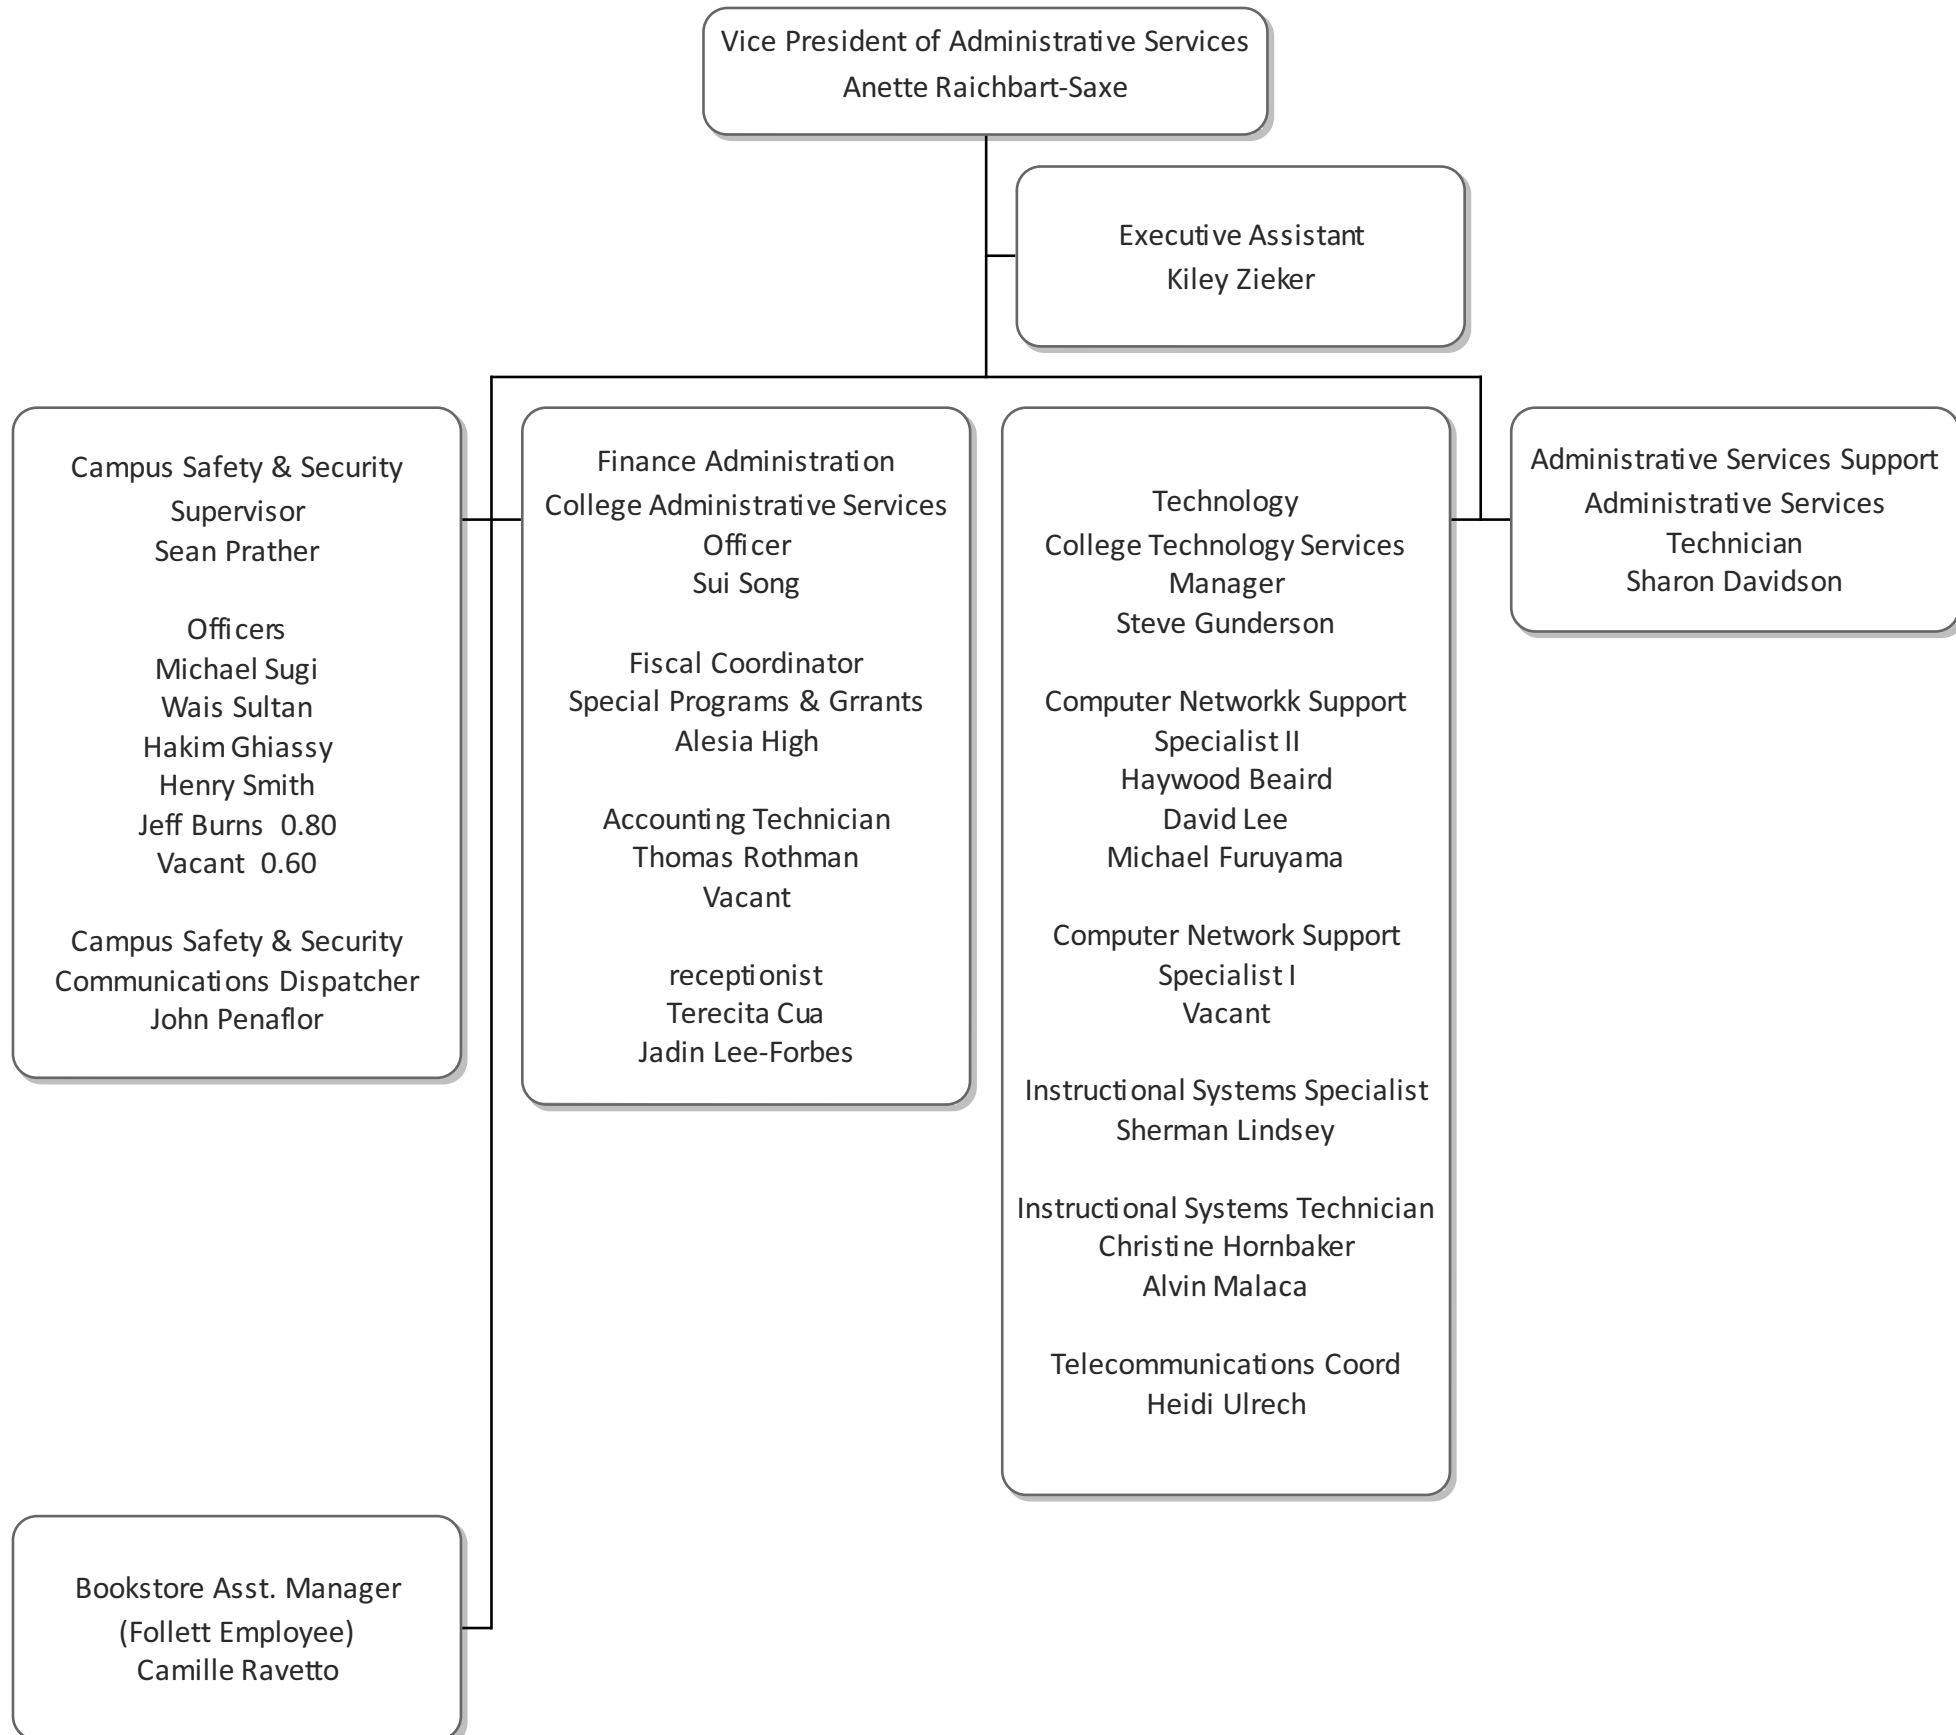 Vice President of Administrative Services
Anette Raichbart-Saxe
Executive Assistant
Kiley Zieker
Campus Safety & Security
Supervisor
Sean Prather
Officers
Michael Sugi
Wais Sultan
Hakim Ghiassy
Henry Smith
Jeff Burns 0.80
Vacant 0.60
Campus Safety & Security
Communications Dispatcher
John Penaflor
Finance Administration
College Administrative Services
Officer
Sui Song
Fiscal Coordinator
Special Programs & Grrants
Alesia High
Accounting Technician
Thomas Rothman
Vacant
receptionist
Terecita Cua
Jadin Lee-Forbes
Technology
College Technology Services
Manager
Steve Gunderson
Computer Networkk Support
Specialist II
Haywood Beaird
David Lee
Michael Furuyama
Computer Network Support
Specialist I
Vacant
Instructional Systems Specialist
Sherman Lindsey
Instructional Systems Technician
Christine Hornbaker
Alvin Malaca
Telecommunications Coord
Heidi Ulrech
Administrative Services Support
Administrative Services
Technician
Sharon Davidson
Bookstore Asst. Manager
(Follett Employee)
Camille Ravetto